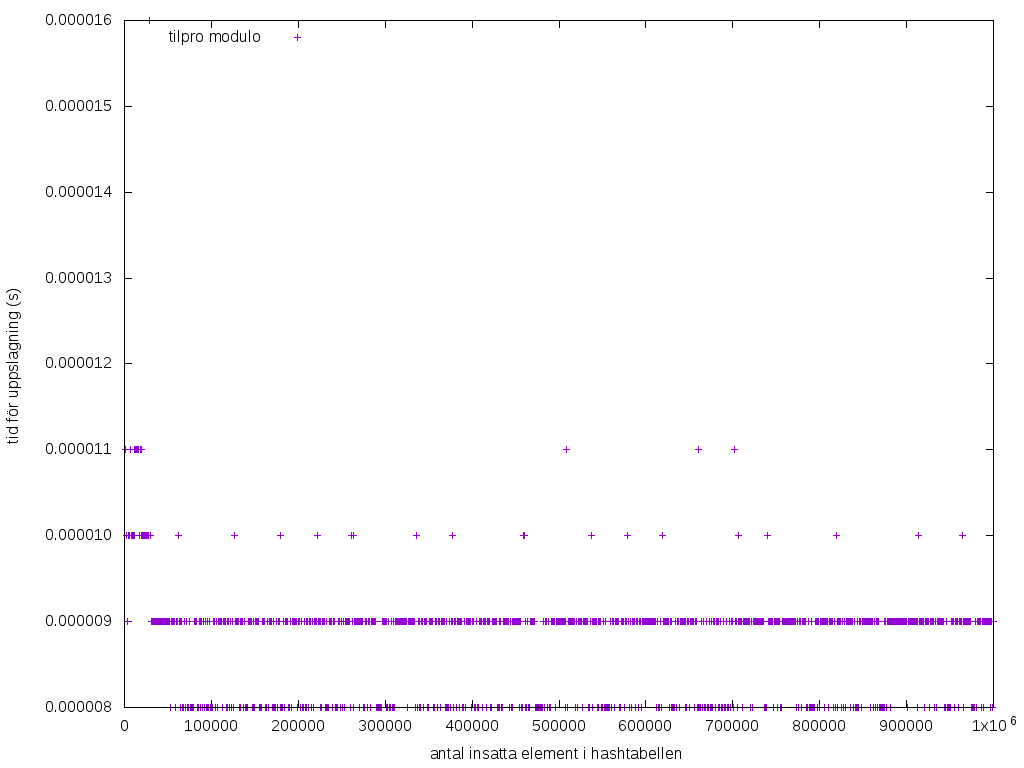 0.000016
tilpro modulo
0.000015
0.000014
0.000013
0.000012
0.000011
0.000010
0.000009
0.000008
tid för uppslagning (s)
0 100000 200000 300000 400000 500000 600000 700000 800000 900000 1x10 6
antal insatta element i hashtabellen